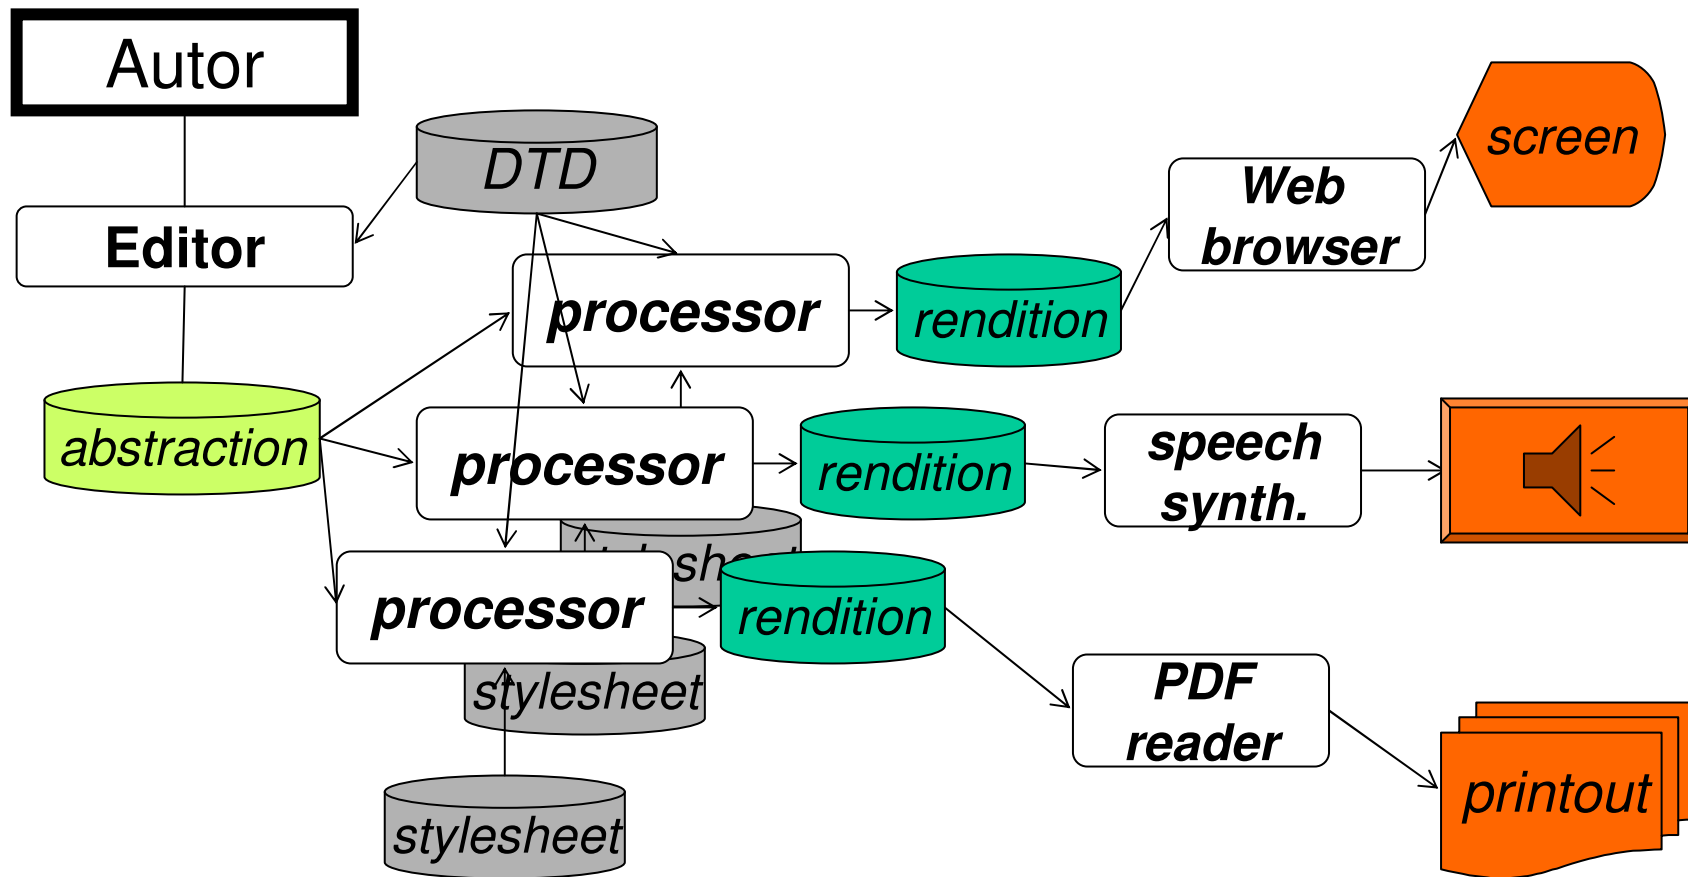 Autor
DTD
screen
Web
browser
Editor
processor
rendition
abstraction
processor
rendition
speech
synth.
processor
rendition
stylesheet
PDF
reader
printout
stylesheet